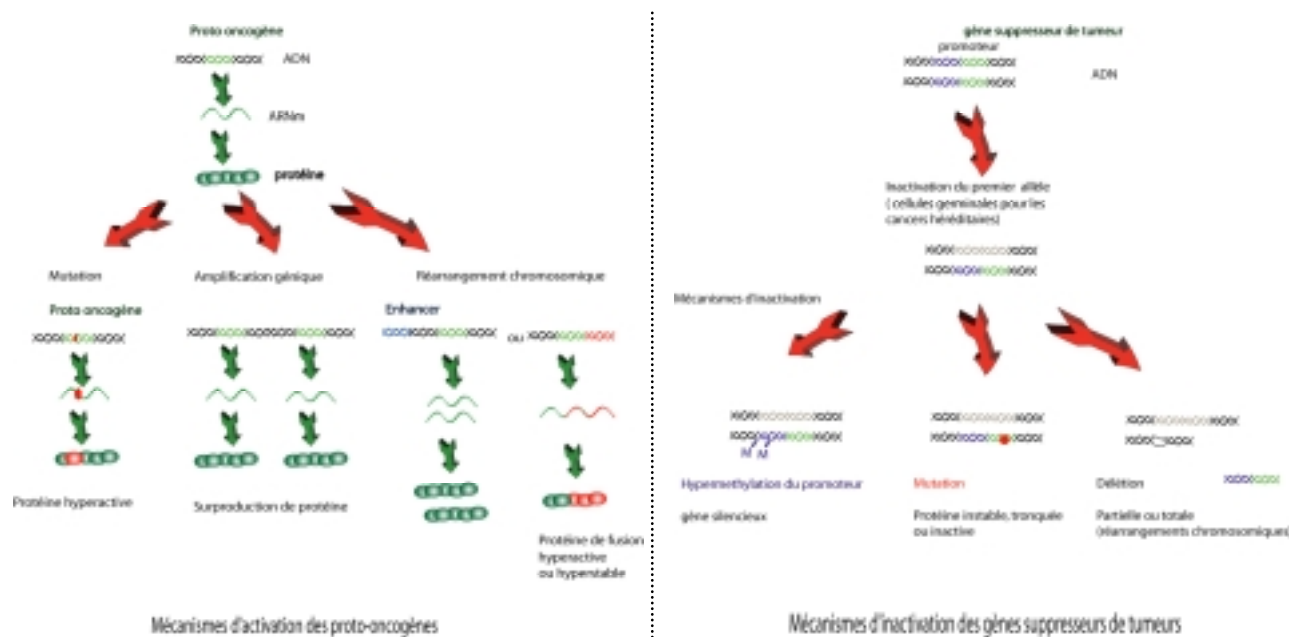 Proto oncogène
ADN
ARNm
protéine
Mutation
Amplification génique
Réarrangement chromosomique
Proto oncogène
Enhancer
ou
Protéine hyperactive
Surproduction de protéine
Protéine de fusion
hyperactive
ou hyperstable
Mécanismes d'activation des proto-oncogènes
gène suppresseur de tumeur
promoteur
ADN
Inactivation du premier allèle
( cellules germinales pour les
cancers héréditaires)
Mécanismes d'inactivation
M M
Hypermethylation du promoteur
gène silencieux
Mutation
Protéine instable, tronquée
ou inactive
Délétion
Partielle ou totale
(réarrangements chromosomiques)
Mécanismes d'inactivation des gènes suppresseurs de tumeurs